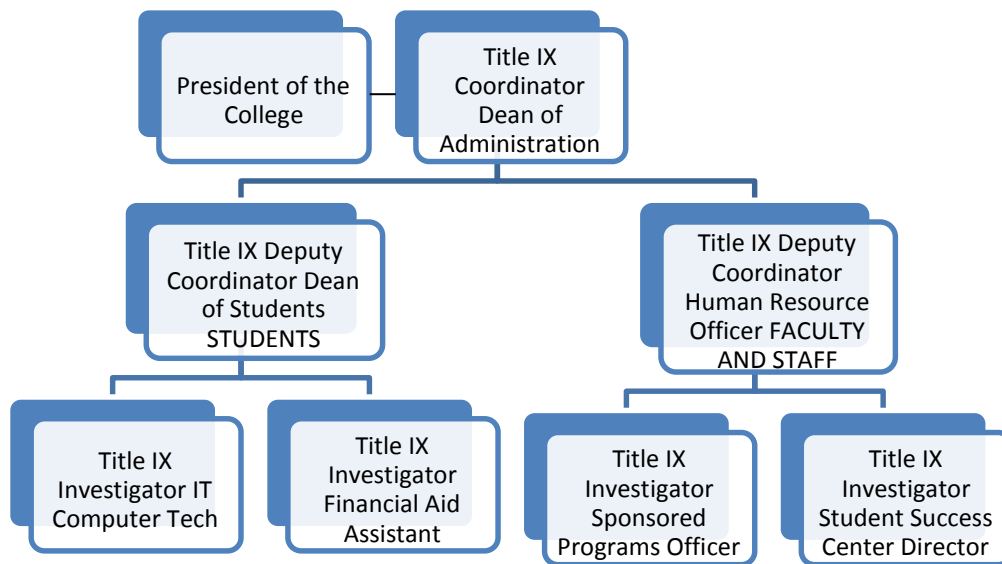 President of the
College
Title IX
Coordinator
Dean of
Administration
Title IX Deputy
Coordinator Dean
of Students
STUDENTS
Title IX Deputy
Coordinator
Human Resource
Officer FACULTY
AND STAFF
Title IX
Investigator IT
Computer Tech
Title IX
Investigator
Financial Aid
Assistant
Title IX
Investigator
Sponsored
Programs Officer
Title IX
Investigator
Student Success
Center Director